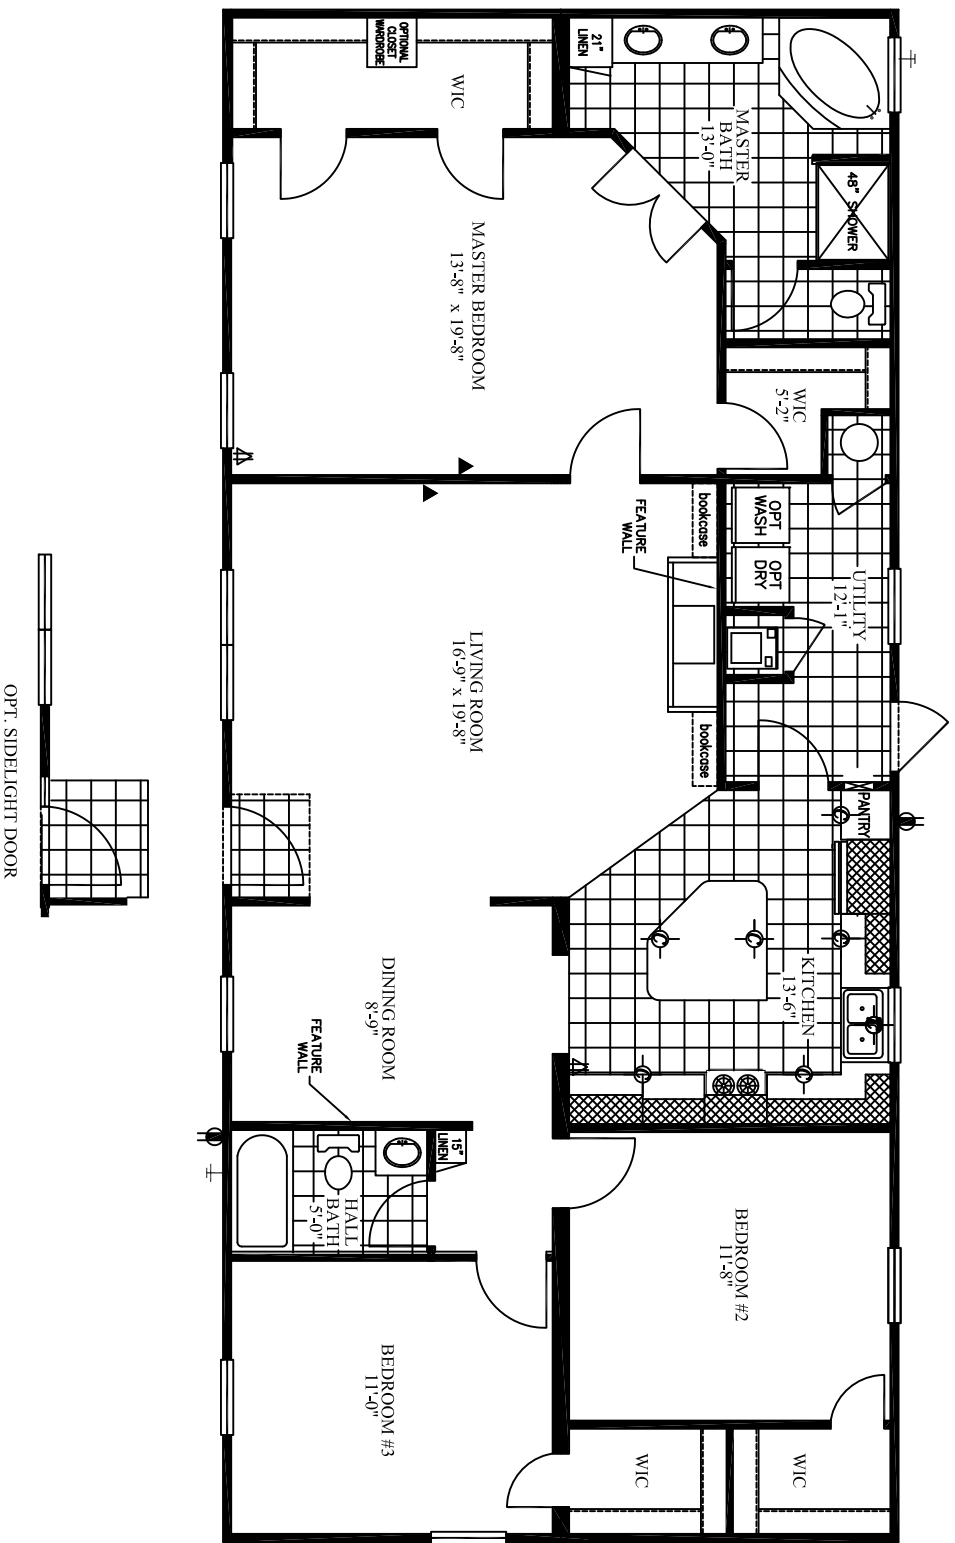 OPTIONAL
CLOSET
WARDROBE
WIC
21"
LINEN
MASTER
BATH
13'-0"
48" SHOWER
MASTER BEDROOM
13'-8" x 19'-8"
WIC
5'-2"
OPT
WASH
OPT
DRY
UTILITY
12'-1"
bookcase
FEATURE
WALL
bookcase
LIVING ROOM
16'-9" x 19'-8"
PANTRY
C
C
C
C
C
C
C
KITCHEN
13'-6"
DINING ROOM
8'-9"
FEATURE
WALL
15"
LINEN
HALL
BATH
5'-0"
BEDROOM #2
11'-8"
BEDROOM #3
11'-0"
WIC
WIC
OPT. SIDELIGHT DOOR